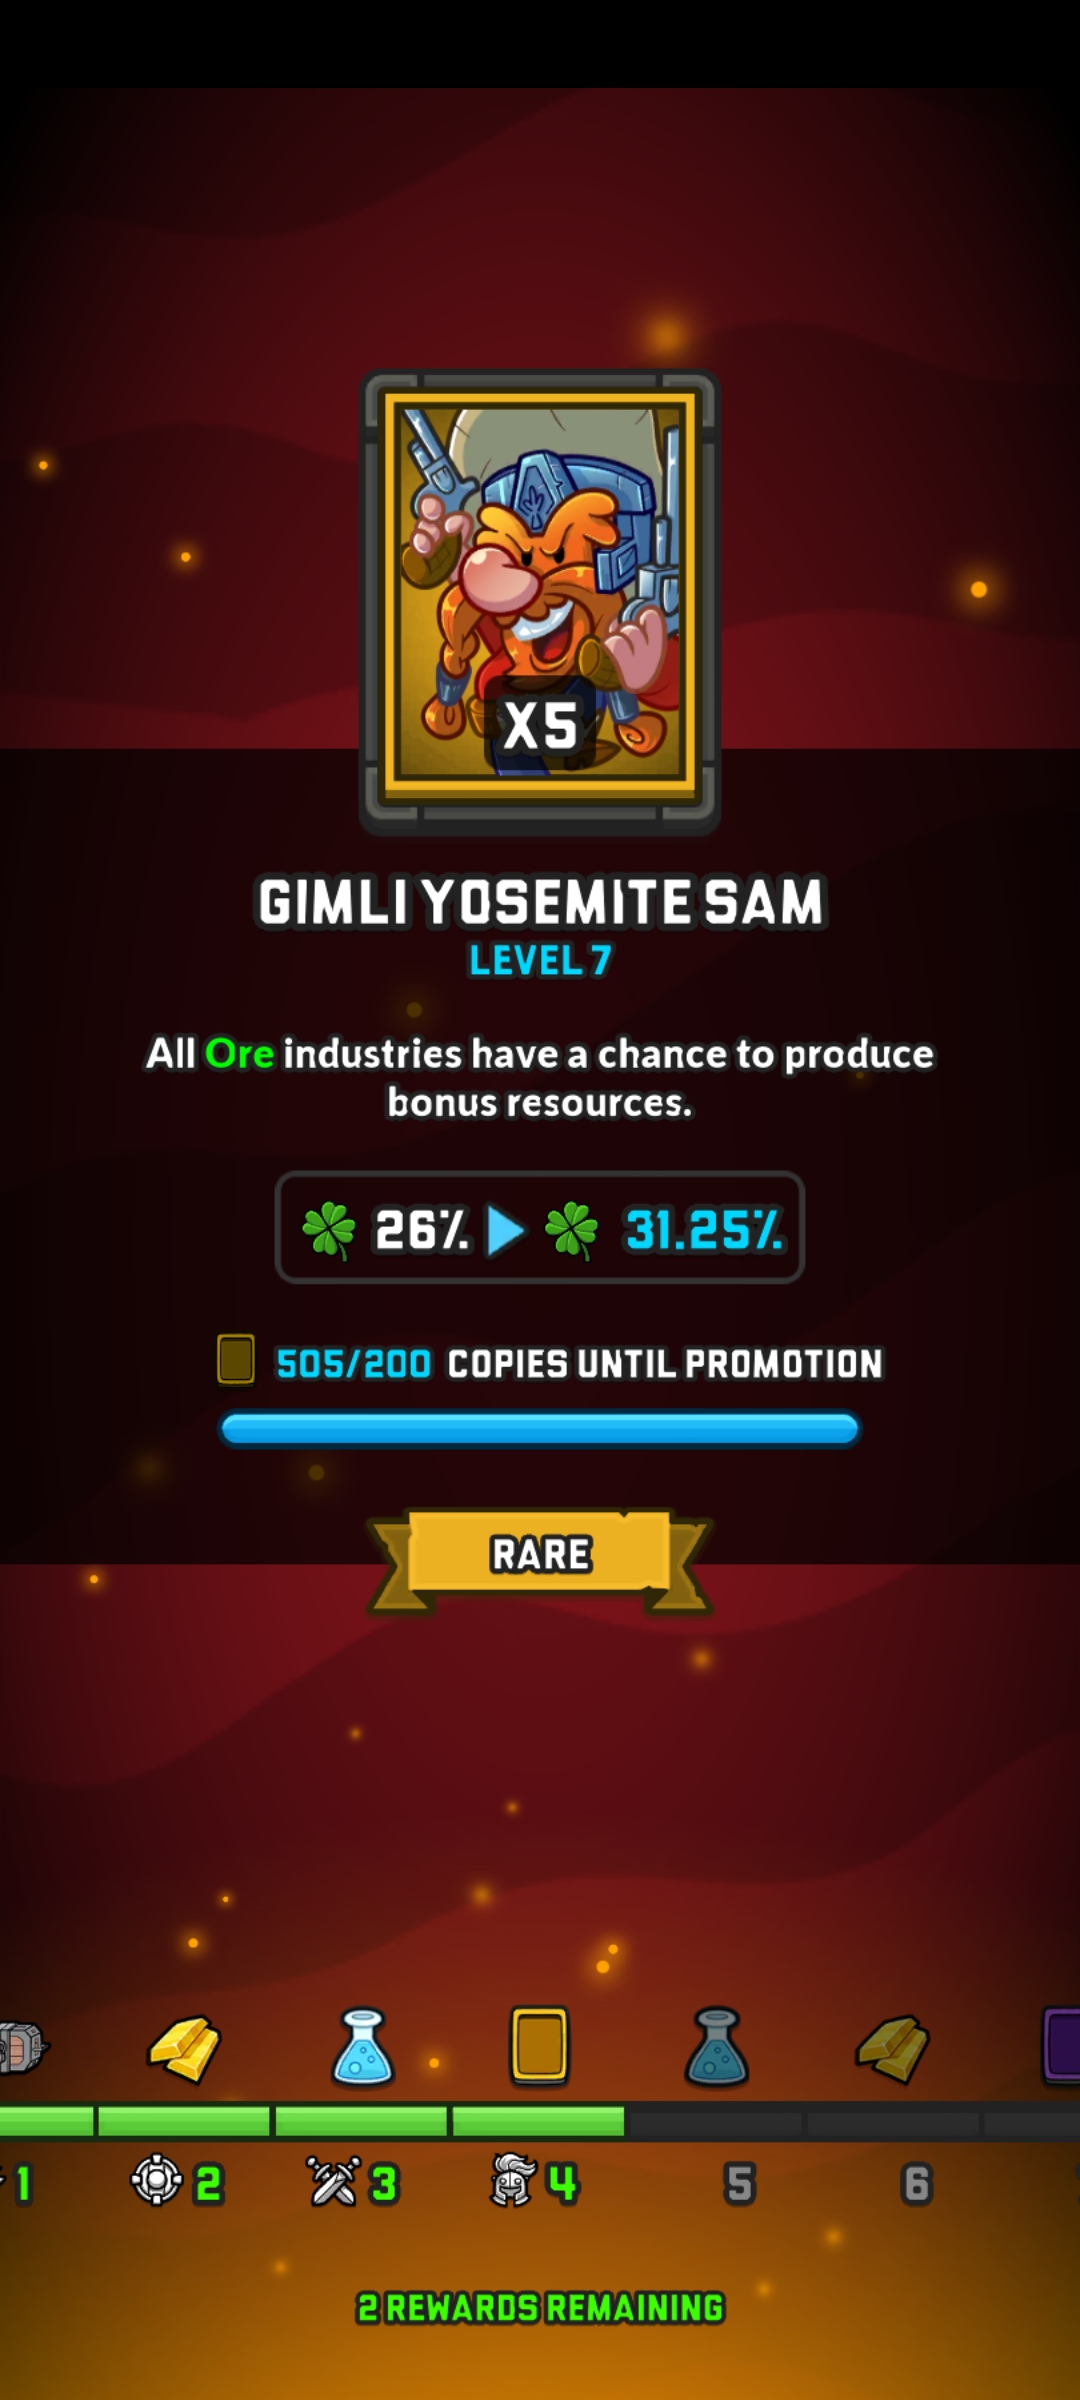 X5
GIMLI YOSEMITE SAM
LEVEL 7
All Ore industries have a chance to produce
bonus resources.
26% 31.25%
505/200 COPIES UNTIL PROMOTION
RARE
1 2 3 4 5 6
2 REWARDS REMAINING